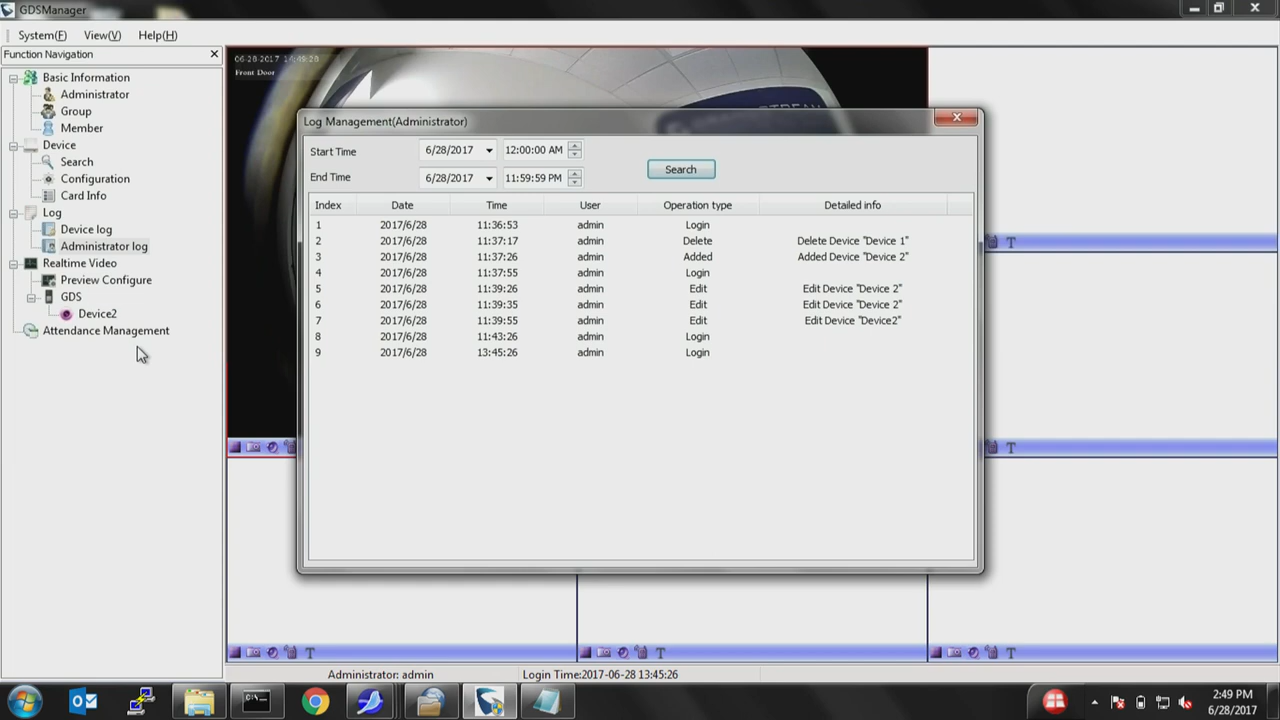 GDSManager
System(F) View(V) Help(H)
Function Navigation
Basic Information
Administrator
Group
Member
Device
Search
Configuration
Card Info
Log
Device log
Administrator log
Realtime Video
Preview Configure
GDS
Device2
Attendance Management
06-28-2017 14:49:28
Front Door
Log Management(Administrator)
Start Time 6/28/2017 12:00:00 AM
End Time 6/28/2017 11:59:59 PM
Search
Index Date Time User Operation type Detailed info
1 2017/6/28 11:36:53 admin Login
2 2017/6/28 11:37:17 admin Delete Delete Device "Device 1"
3 2017/6/28 11:37:26 admin Added Added Device "Device 2"
4 2017/6/28 11:37:55 admin Login
5 2017/6/28 11:39:26 admin Edit Edit Device "Device 2"
6 2017/6/28 11:39:35 admin Edit Edit Device "Device 2"
7 2017/6/28 11:39:55 admin Edit Edit Device "Device2"
8 2017/6/28 11:43:26 admin Login
9 2017/6/28 13:45:26 admin Login
T
T
T
T
T
Administrator: admin Login Time:2017-06-28 13:45:26
2:49 PM
6/28/2017